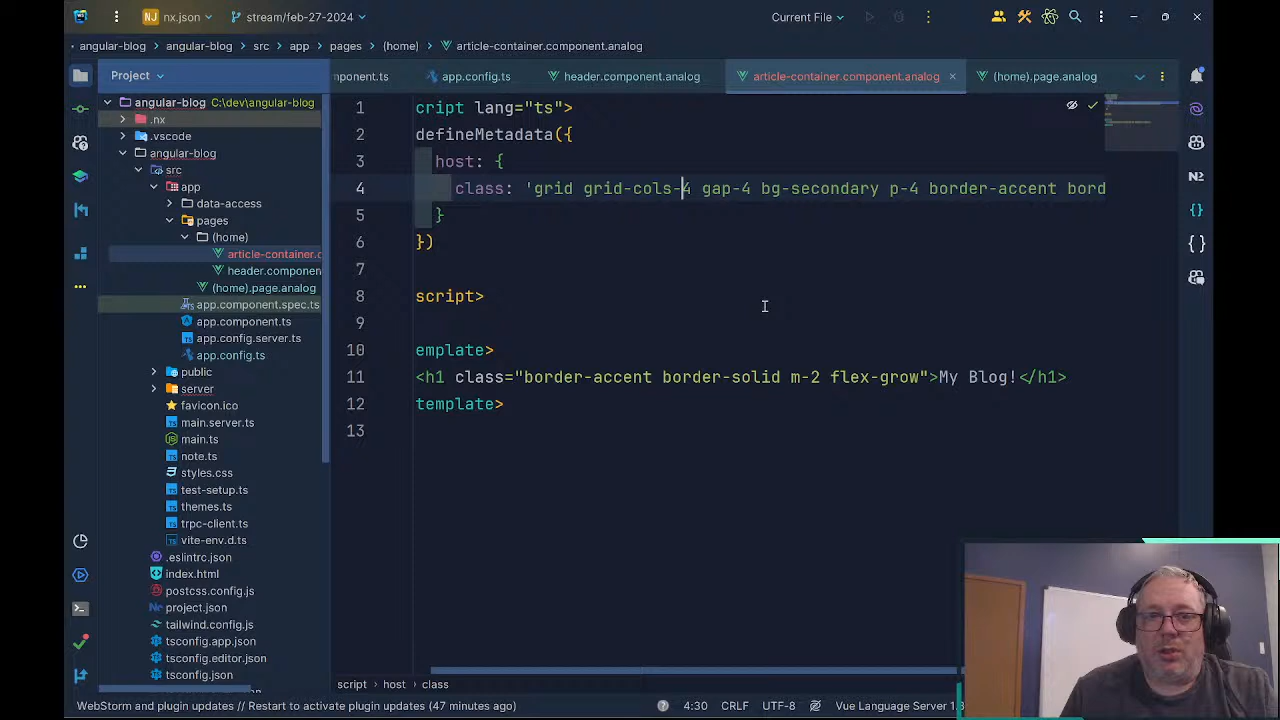 NJ nx.json
stream/feb-27-2024
Current File
angular-blog
angular-blog
src
app
pages
(home)
article-container.component.analog
Project
mponent.ts
app.config.ts
header.component.analog
article-container.component.analog
(home).page.analog
angular-blog C:\dev\angular-blog
.nx
.vscode
angular-blog
src
app
data-access
pages
(home)
article-container.c
header.componen
(home).page.analog
app.component.spec.ts
app.component.ts
app.config.server.ts
app.config.ts
public
server
favicon.ico
main.server.ts
main.ts
note.ts
styles.css
test-setup.ts
themes.ts
trpc-client.ts
vite-env.d.ts
.eslintrc.json
index.html
postcss.config.js
project.json
tailwind.config.js
tsconfig.app.json
tsconfig.editor.json
tsconfig.json
1 cript lang="ts">
2 defineMetadata({
3 host: {
4 class: 'grid grid-cols-4 gap-4 bg-secondary p-4 border-accent bord
5 }
6 })
7
8 script>
9
10 emplate>
11 <h1 class="border-accent border-solid m-2 flex-grow">My Blog!</h1>
12 template>
13
N2
script
host
class
WebStorm and plugin updates // Restart to activate plugin updates (47 minutes ago)
4:30
CRLF
UTF-8
Vue Language Server 1.8